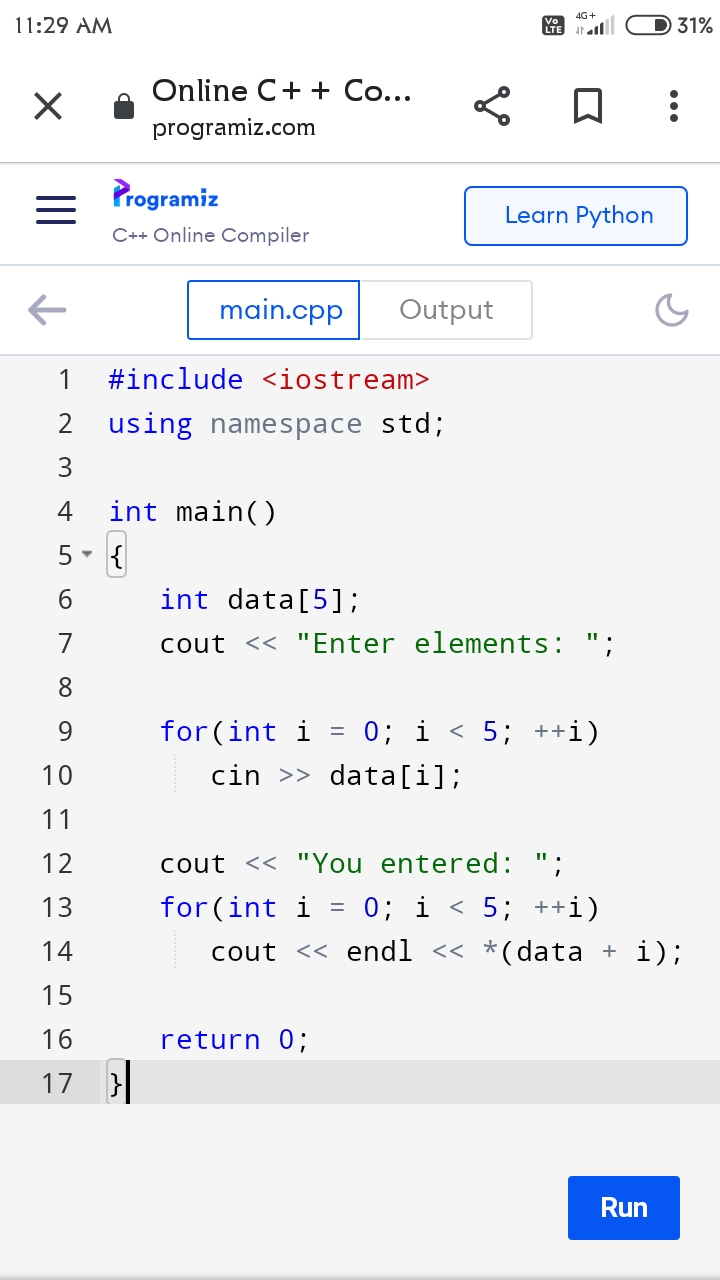 11:29 AM Vo LTE 4G+ 31%
Online C++ Co...
programiz.com
Programiz
C++ Online Compiler
Learn Python
main.cpp Output
1 #include <iostream>
2 using namespace std;
3
4 int main()
5 {
6 int data[5];
7 cout << "Enter elements: ";
8
9 for(int i = 0; i < 5; ++i)
10 cin >> data[i];
11
12 cout << "You entered: ";
13 for(int i = 0; i < 5; ++i)
14 cout << endl << *(data + i);
15
16 return 0;
17 }
Run